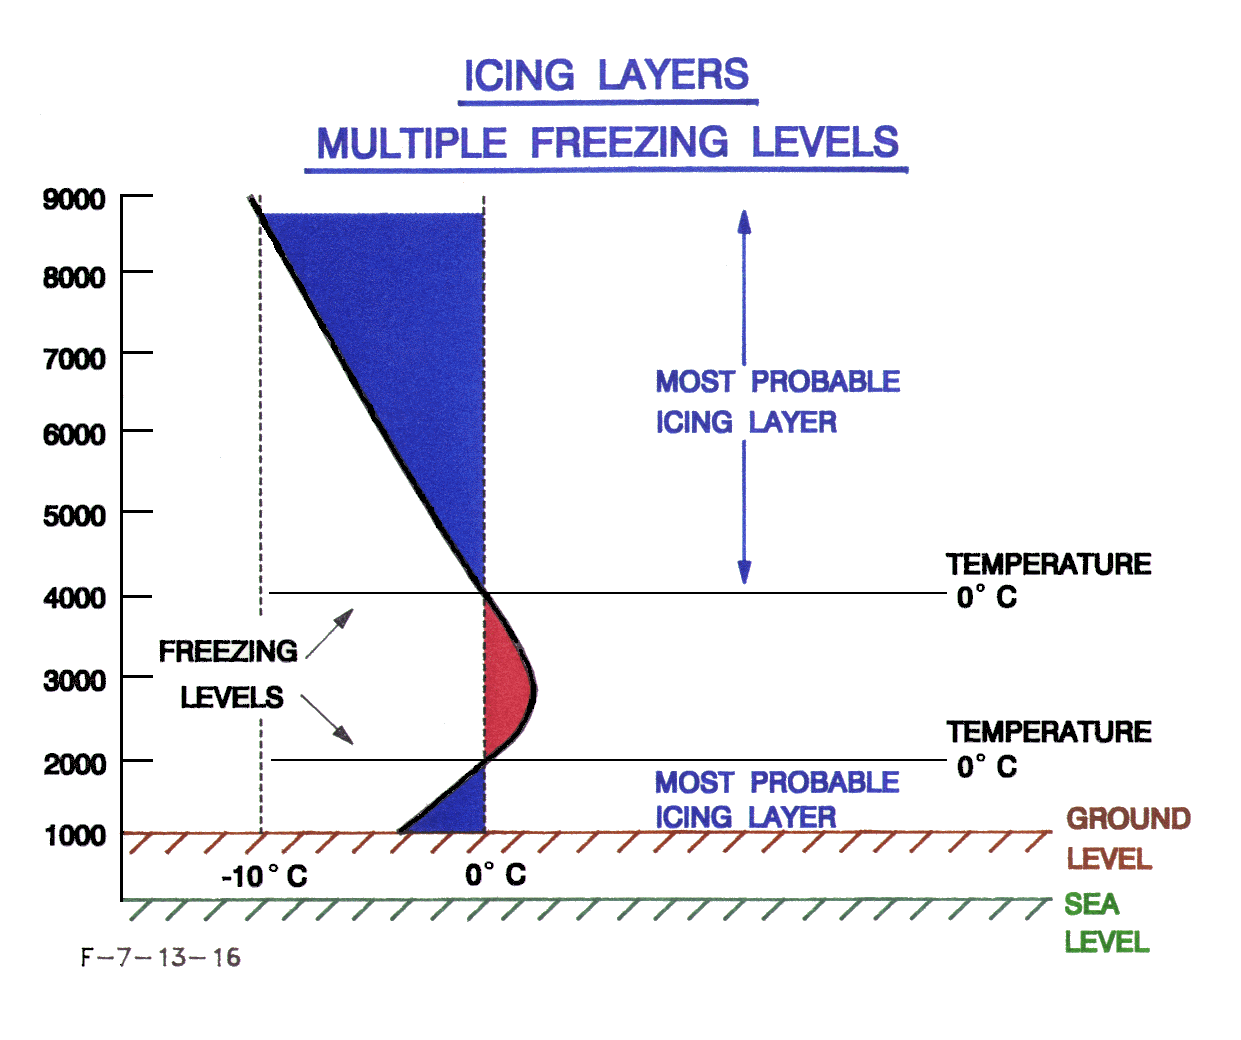 ICING LAYERS
MULTIPLE FREEZING LEVELS
9000
8000
7000
MOST PROBABLE
ICING LAYER
6000
5000
TEMPERATURE
0° C
4000
FREEZING
LEVELS
3000
TEMPERATURE
0° C
2000
MOST PROBABLE
ICING LAYER
1000
GROUND
LEVEL
-10° C 0° C
SEA
LEVEL
F-7-13-16